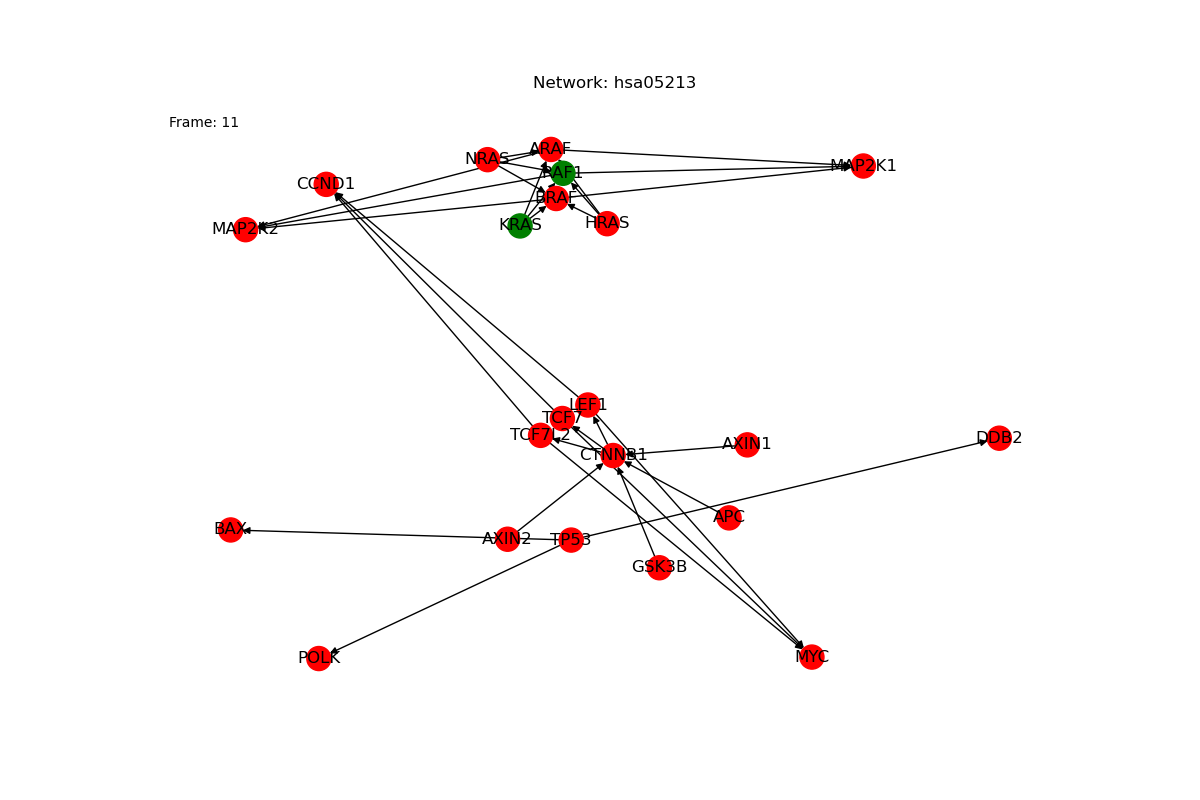 Network: hsa05213
Frame: 11
ARAF
NRAS
MAP2K1
RAF1
CCND1
BRAF
HRAS
KRAS
MAP2K2
LEF1
TCF7
TCF7L2
DDB2
AXIN1
CTNNB1
APC
BAX
AXIN2
TP53
GSK3B
MYC
POLK